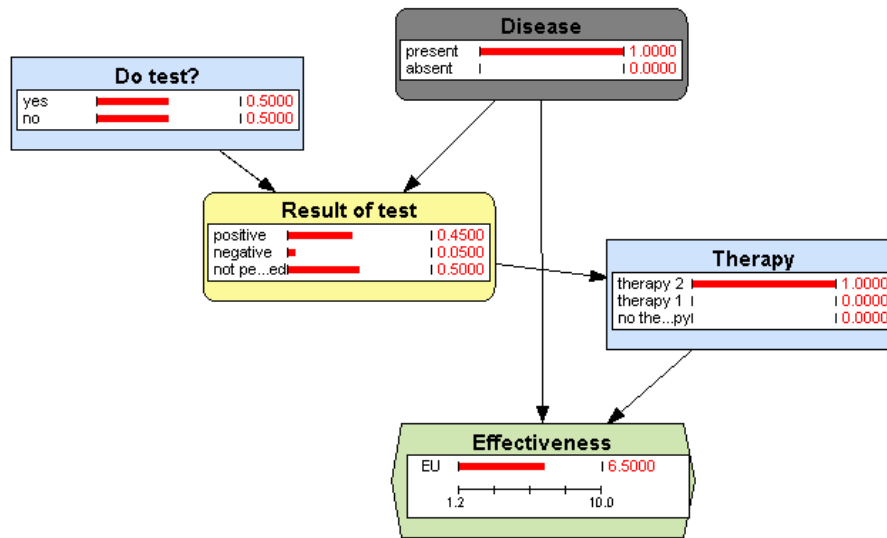 Disease
present 1.0000
absent 0.0000
Do test?
yes 0.5000
no 0.5000
Result of test
positive 0.4500
negative 0.0500
not pe...ed 0.5000
Therapy
therapy 2 1.0000
therapy 1 0.0000
no the...py 0.0000
Effectiveness
EU 6.5000
1.2 10.0